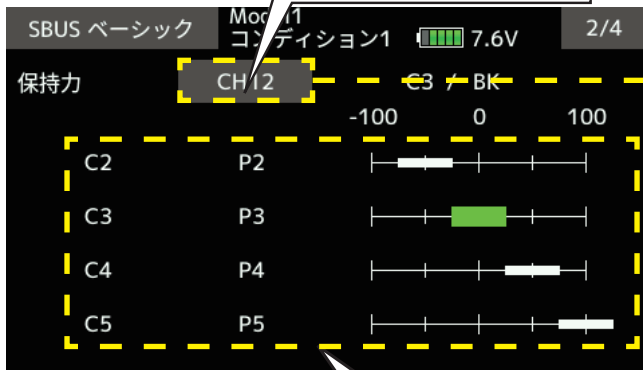 SBUS ベーシック Model1 2/4
コンディション1 7.6V
保持力 CH12 C3 / BK
-100 0 100
C2 P2
C3 P3
C4 P4
C5 P5